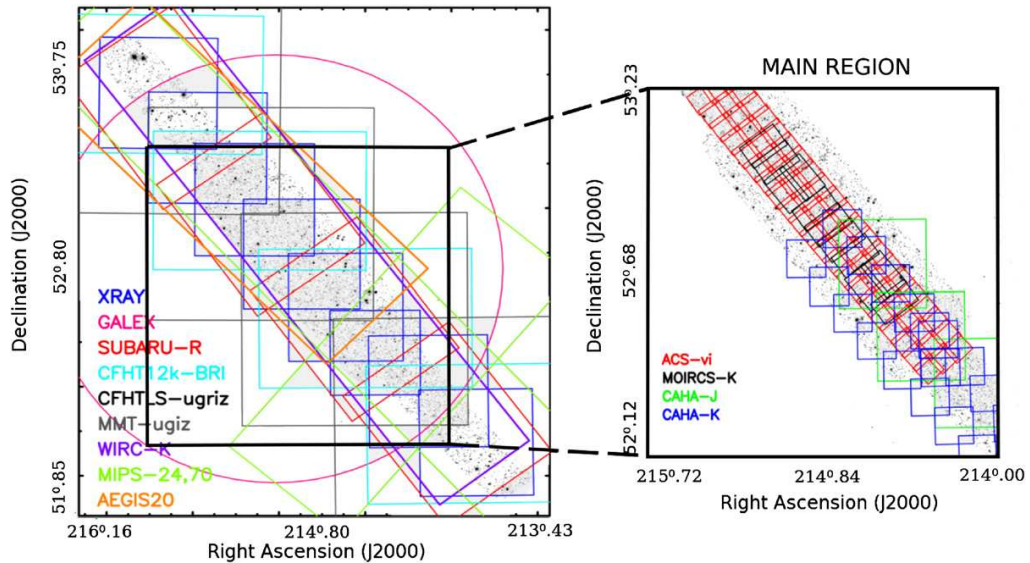 53°.75
52°.80
51°.85
Declination (J2000)
XRAY
GALEX
SUBARU-R
CFHT12k-BRI
CFHTLS-ugriz
MMT-ugiz
WIRC-K
MIPS-24,70
AEGIS20
216°.16
214°.80
213°.43
Right Ascension (J2000)
MAIN REGION
53°.23
52°.68
52°.12
Declination (J2000)
ACS-vi
MOIRCS-K
CAHA-J
CAHA-K
215°.72
214°.84
214°.00
Right Ascension (J2000)